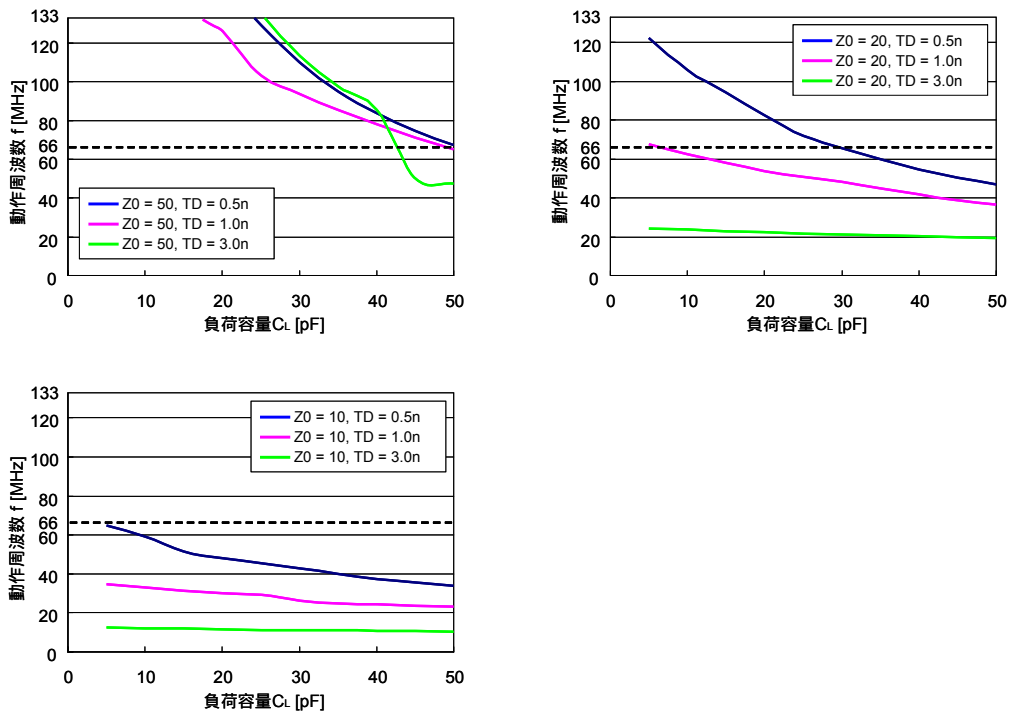 133
120
100
80
66
60
40
20
0
動作周波数 f [MHz]
Z0 = 50, TD = 0.5n
Z0 = 50, TD = 1.0n
Z0 = 50, TD = 3.0n
0 10 20 30 40 50
負荷容量CL [pF]
133
120
100
80
66
60
40
20
0
動作周波数 f [MHz]
Z0 = 20, TD = 0.5n
Z0 = 20, TD = 1.0n
Z0 = 20, TD = 3.0n
0 10 20 30 40 50
負荷容量CL [pF]
133
120
100
80
66
60
40
20
0
動作周波数 f [MHz]
Z0 = 10, TD = 0.5n
Z0 = 10, TD = 1.0n
Z0 = 10, TD = 3.0n
0 10 20 30 40 50
負荷容量CL [pF]